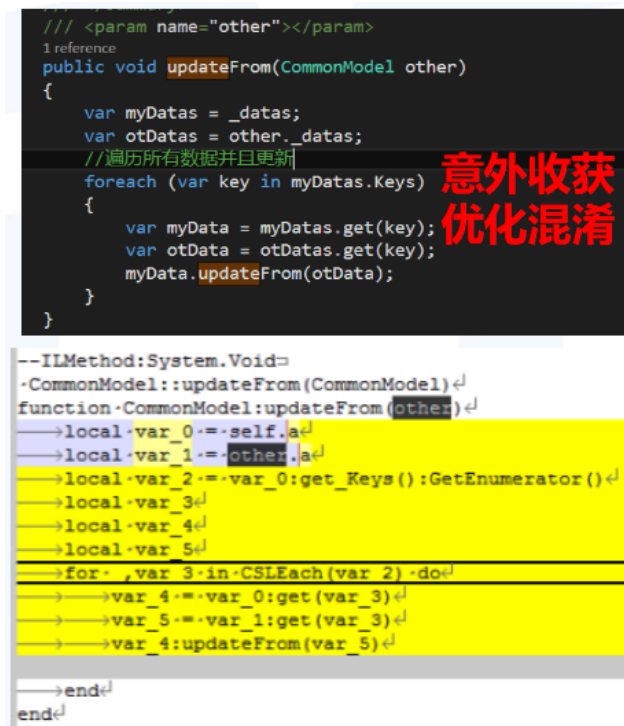 /// <param name="other"></param>
1 reference
public void updateFrom(CommonModel other)
{
var myDatas = _datas;
var otDatas = other._datas;
//遍历所有数据并且更新
foreach (var key in myDatas.Keys)
{
var myData = myDatas.get(key);
var otData = otDatas.get(key);
myData.updateFrom(otData);
}
}
意外收获
优化混淆
--ILMethod:System.Void
·CommonModel::updateFrom(CommonModel)↵
function·CommonModel:updateFrom(other)↵
→local·var_0·=·self.a↵
→local·var_1·=·other.a↵
→local·var_2·=·var_0:get_Keys():GetEnumerator()↵
→local·var_3↵
→local·var_4↵
→local·var_5↵
→for·_,var_3·in·CSLEach(var_2)·do↵
→→var_4·=·var_0:get(var_3)↵
→→var_5·=·var_1:get(var_3)↵
→→var_4:updateFrom(var_5)↵
→end↵
end↵